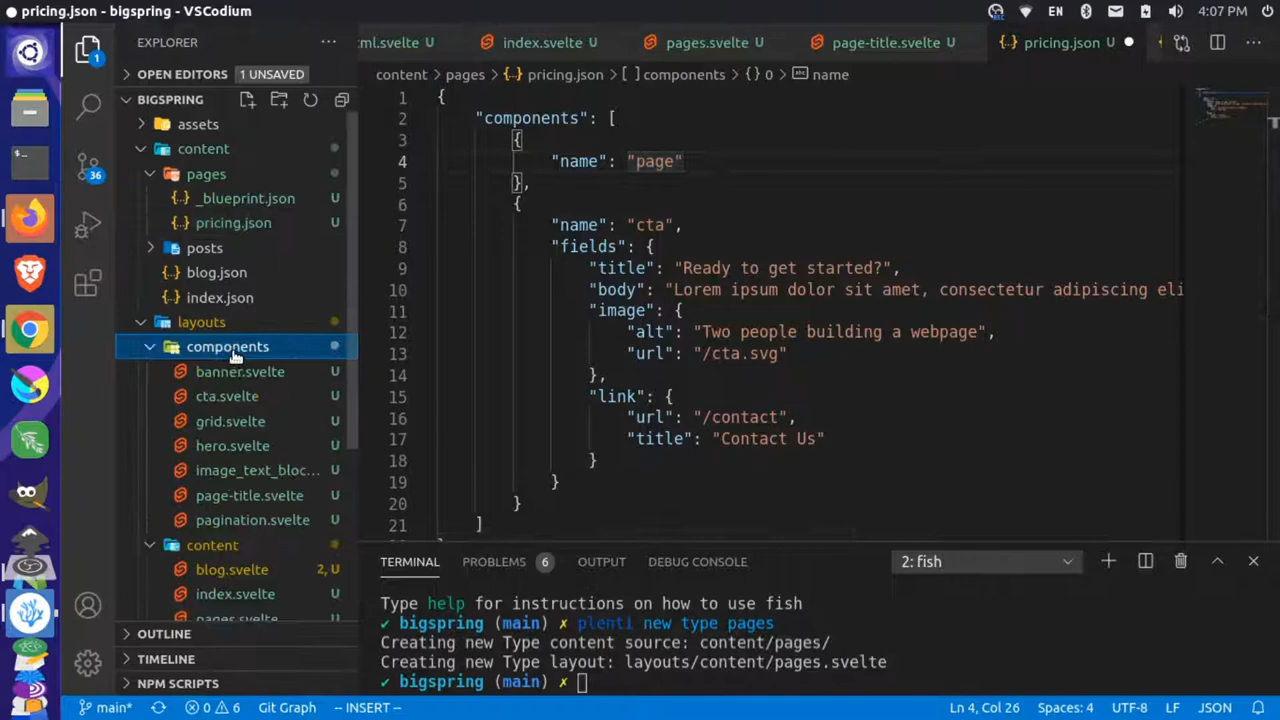 pricing.json - bigspring - VSCodium
EN
4:07 PM
EXPLORER
OPEN EDITORS 1 UNSAVED
BIGSPRING
assets
content
pages
_blueprint.json U
pricing.json U
posts
blog.json
index.json
layouts
components
banner.svelte U
cta.svelte U
grid.svelte U
hero.svelte U
image_text_bloc... U
page-title.svelte U
pagination.svelte U
content
blog.svelte 2, U
index.svelte U
pages.svelte U
OUTLINE
TIMELINE
NPM SCRIPTS
1
36
ml.svelte U
index.svelte U
pages.svelte U
page-title.svelte U
pricing.json U
content > pages > {..} pricing.json > [ ] components > {} 0 > abc name
1 {
2 "components": [
3 {
4 "name": "page"
5 },
6 {
7 "name": "cta",
8 "fields": {
9 "title": "Ready to get started?",
10 "body": "Lorem ipsum dolor sit amet, consectetur adipiscing eli
11 "image": {
12 "alt": "Two people building a webpage",
13 "url": "/cta.svg"
14 },
15 "link": {
16 "url": "/contact",
17 "title": "Contact Us"
18 }
19 }
20 }
21 ]
TERMINAL PROBLEMS 6 OUTPUT DEBUG CONSOLE 2: fish
Type help for instructions on how to use fish
✔ bigspring (main) ✗ plenti new type pages
Creating new Type content source: content/pages/
Creating new Type layout: layouts/content/pages.svelte
✔ bigspring (main) ✗
main* 0 6 Git Graph -- INSERT -- Ln 4, Col 26 Spaces: 4 UTF-8 LF JSON